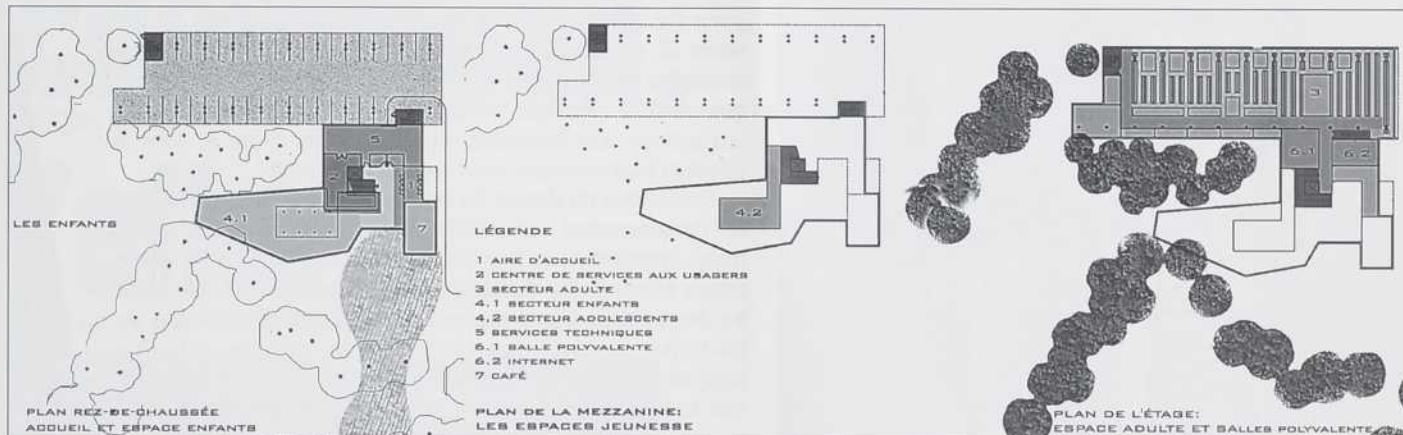 LES ENFANTS
5
2
1
4.1
7
PLAN REZ-DE-CHAUSSÉE
ACCUEIL ET ESPACE ENFANTS
4.2
LÉGENDE
1 AIRE D'ACCUEIL
2 CENTRE DE SERVICES AUX USAGERS
3 SECTEUR ADULTE
4.1 SECTEUR ENFANTS
4.2 SECTEUR ADOLESCENTS
5 SERVICES TECHNIQUES
6.1 SALLE POLYVALENTE
6.2 INTERNET
7 CAFÉ
PLAN DE LA MEZZANINE:
LES ESPACES JEUNESSE
3
6.1
6.2
PLAN DE L'ÉTAGE:
ESPACE ADULTE ET SALLES POLYVALENTE